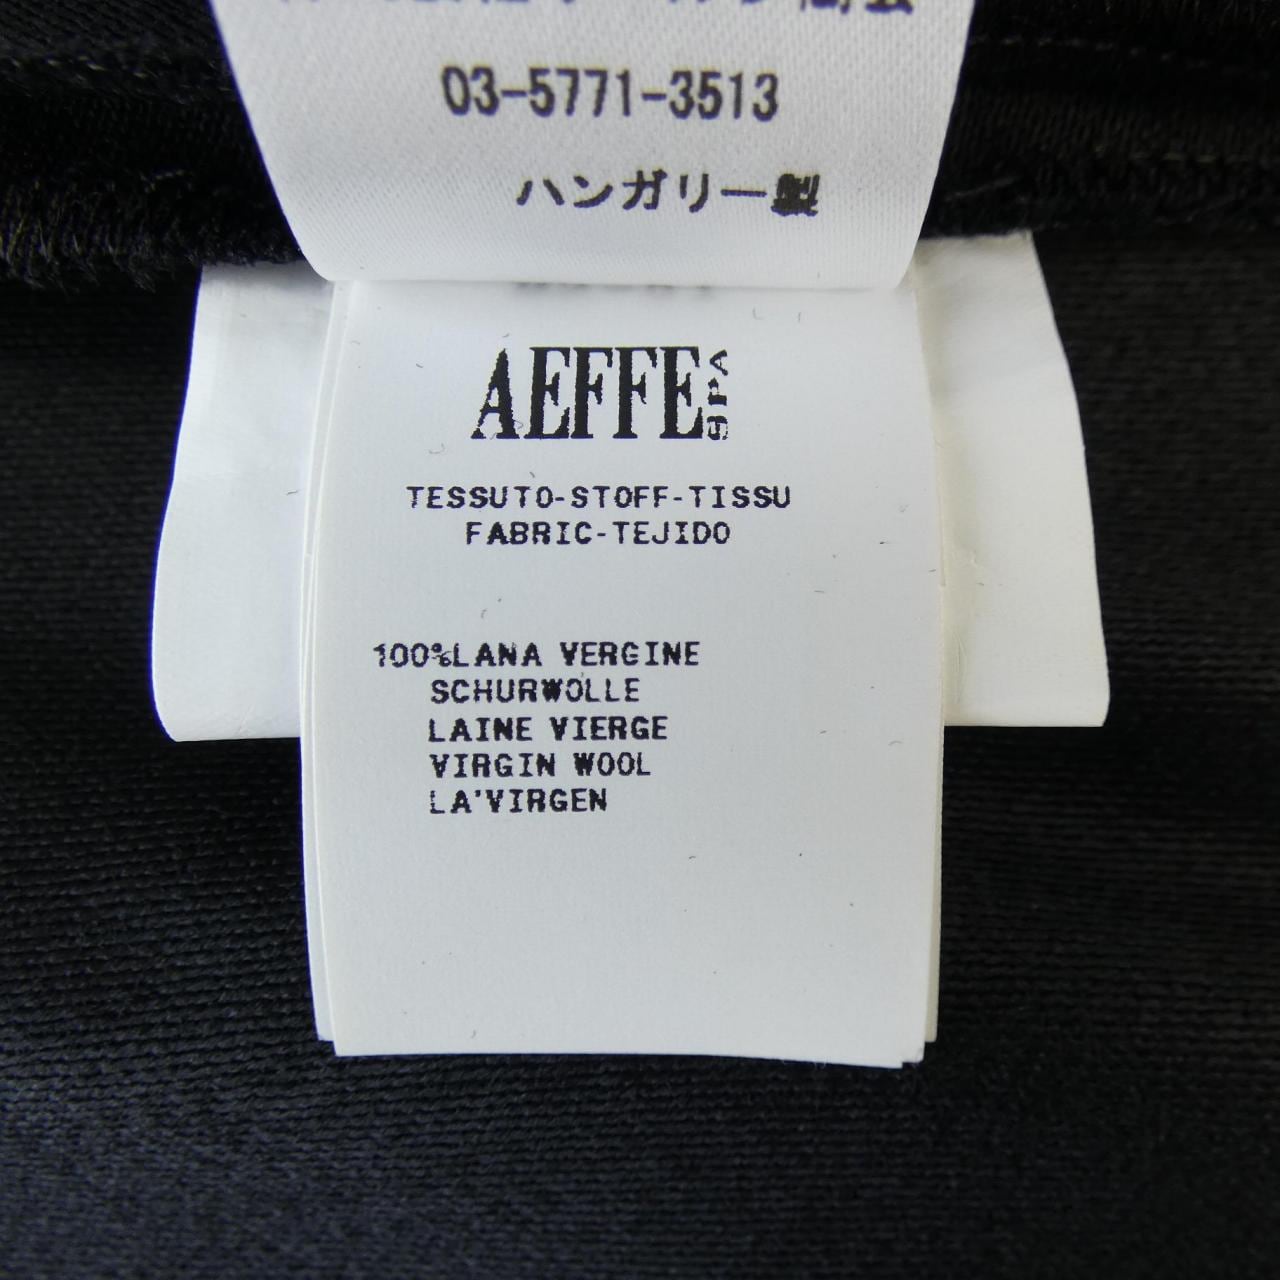 03-5771-3513
ハンガリー製
AEFFE SPA
TESSUTO-STOFF-TISSU
FABRIC-TEJIDO
100%LANA VERGINE
SCHURWOLLE
LAINE VIERGE
VIRGIN WOOL
LA'VIRGEN